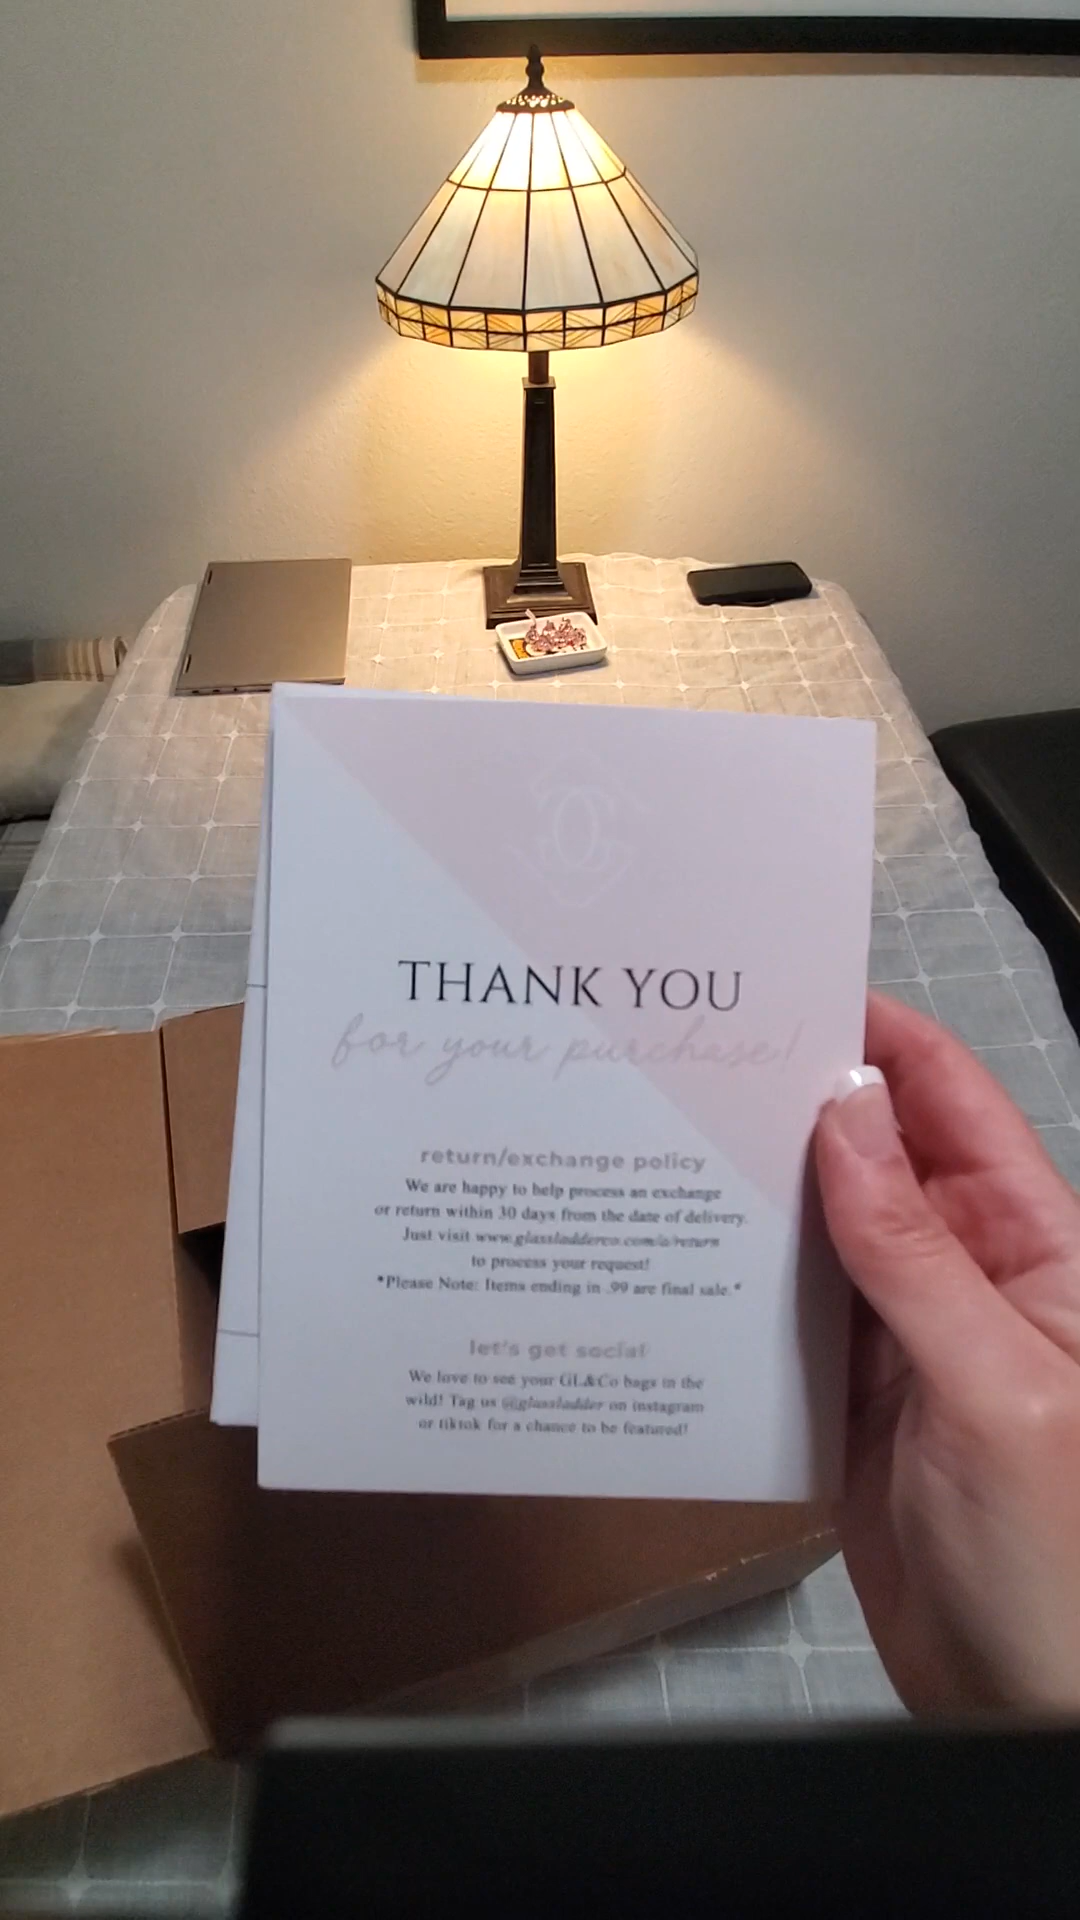 THANK YOU
for your purchase!
return/exchange policy
We are happy to help process an exchange
or return within 30 days from the date of delivery.
Just visit www.glassladderco.com/a/return
to process your request!
*Please Note: Items ending in .99 are final sale.*
let's get social
We love to see your GL&Co bags in the
wild! Tag us @glassladder on instagram
or tiktok for a chance to be featured!